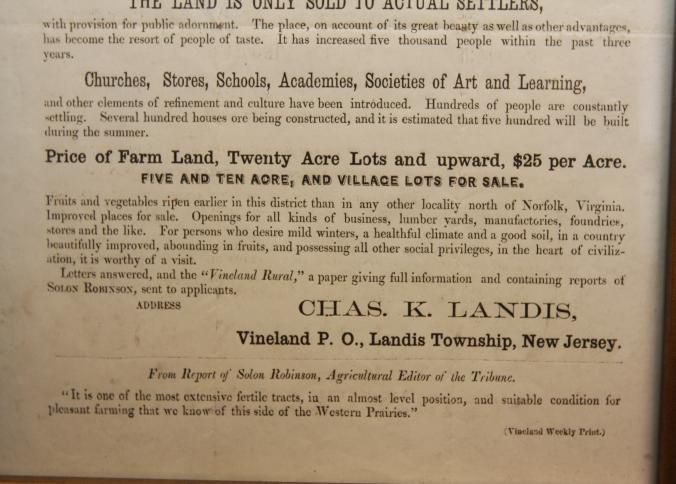 THE LAND IS ONLY SOLD TO ACTUAL SETTLERS,
with provision for public adornment. The place, on account of its great beauty as well as other advantages,
has become the resort of people of taste. It has increased five thousand people within the past three
years.
Churches, Stores, Schools, Academies, Societies of Art and Learning,
and other elements of refinement and culture have been introduced. Hundreds of people are constantly
settling. Several hundred houses ore being constructed, and it is estimated that five hundred will be built
during the summer.
Price of Farm Land, Twenty Acre Lots and upward, $25 per Acre.
FIVE AND TEN ACRE, AND VILLAGE LOTS FOR SALE.
Fruits and vegetables ripen earlier in this district than in any other locality north of Norfolk, Virginia.
Improved places for sale. Openings for all kinds of business, lumber yards, manufactories, foundries,
stores and the like. For persons who desire mild winters, a healthful climate and a good soil, in a country
beautifully improved, abounding in fruits, and possessing all other social privileges, in the heart of civiliz-
ation, it is worthy of a visit.
Letters answered, and the "Vineland Rural," a paper giving full information and containing reports of
SOLON ROBINSON, sent to applicants.
ADDRESS
CHAS. K. LANDIS,
Vineland P. O., Landis Township, New Jersey.
From Report of Solon Robinson, Agricultural Editor of the Tribune.
"It is one of the most extensive fertile tracts, in an almost level position, and suitable condition for
pleasant farming that we know of this side of the Western Prairies."
(Vineland Weekly Print.)